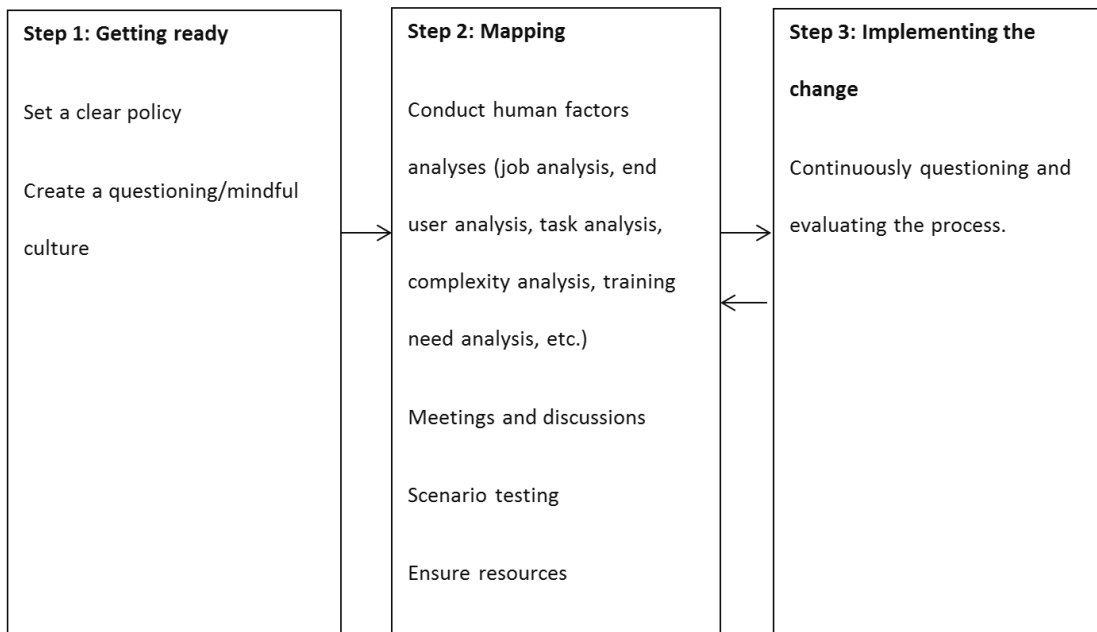 Step 1: Getting ready
Set a clear policy
Create a questioning/mindful
culture
Step 2: Mapping
Conduct human factors
analyses (job analysis, end
user analysis, task analysis,
complexity analysis, training
need analysis, etc.)
Meetings and discussions
Scenario testing
Ensure resources
Step 3: Implementing the
change
Continuously questioning and
evaluating the process.